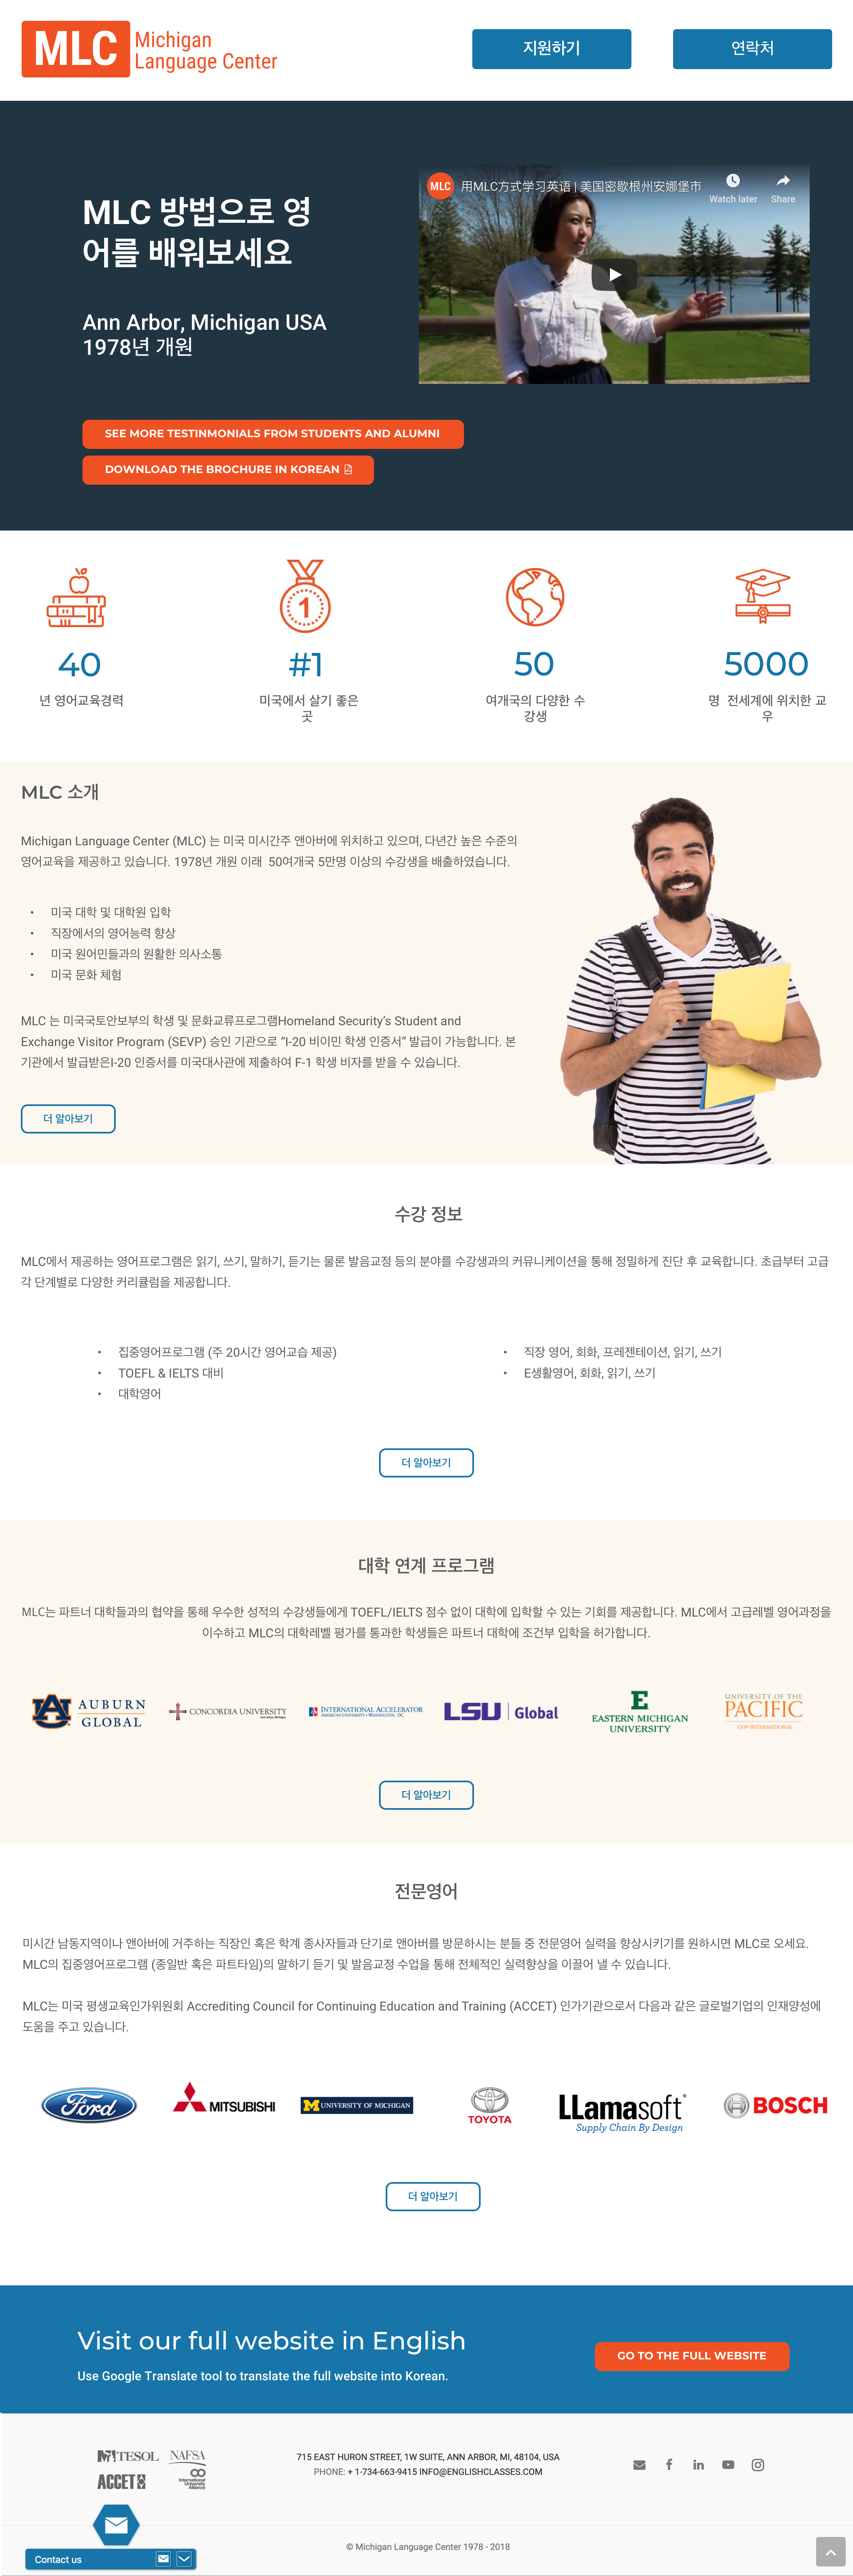 MLC Michigan
Language Center
지원하기
연락처
MLC 방법으로 영
어를 배워보세요
Ann Arbor, Michigan USA
1978년 개원
MLC 用MLC方式学习英语 | 美国密歇根州安娜堡市
Watch later
Share
SEE MORE TESTINMONIALS FROM STUDENTS AND ALUMNI
DOWNLOAD THE BROCHURE IN KOREAN
1
40
년 영어교육경력
#1
미국에서 살기 좋은
곳
50
여개국의 다양한 수
강생
5000
명 전세계에 위치한 교
우
MLC 소개
Michigan Language Center (MLC) 는 미국 미시간주 앤아버에 위치하고 있으며, 다년간 높은 수준의
영어교육을 제공하고 있습니다. 1978년 개원 이래 50여개국 5만명 이상의 수강생을 배출하였습니다.
• 미국 대학 및 대학원 입학
• 직장에서의 영어능력 향상
• 미국 원어민들과의 원활한 의사소통
• 미국 문화 체험
MLC 는 미국국토안보부의 학생 및 문화교류프로그램Homeland Security's Student and
Exchange Visitor Program (SEVP) 승인 기관으로 “I-20 비이민 학생 인증서” 발급이 가능합니다. 본
기관에서 발급받은I-20 인증서를 미국대사관에 제출하여 F-1 학생 비자를 받을 수 있습니다.
더 알아보기
수강 정보
MLC에서 제공하는 영어프로그램은 읽기, 쓰기, 말하기, 듣기는 물론 발음교정 등의 분야를 수강생과의 커뮤니케이션을 통해 정밀하게 진단 후 교육합니다. 초급부터 고급
각 단계별로 다양한 커리큘럼을 제공합니다.
• 집중영어프로그램 (주 20시간 영어교습 제공)
• TOEFL & IELTS 대비
• 대학영어
• 직장 영어, 회화, 프레젠테이션, 읽기, 쓰기
• E생활영어, 회화, 읽기, 쓰기
더 알아보기
대학 연계 프로그램
MLC는 파트너 대학들과의 협약을 통해 우수한 성적의 수강생들에게 TOEFL/IELTS 점수 없이 대학에 입학할 수 있는 기회를 제공합니다. MLC에서 고급레벨 영어과정을
이수하고 MLC의 대학레벨 평가를 통과한 학생들은 파트너 대학에 조건부 입학을 허가합니다.
AUBURN
GLOBAL
CONCORDIA UNIVERSITY
Ann Arbor, Michigan
INTERNATIONAL ACCELERATOR
AMERICAN UNIVERSITY • WASHINGTON, DC
LSU | Global
E
EASTERN MICHIGAN
UNIVERSITY
UNIVERSITY OF THE
PACIFIC
UOP INTERNATIONAL
더 알아보기
전문영어
미시간 남동지역이나 앤아버에 거주하는 직장인 혹은 학계 종사자들과 단기로 앤아버를 방문하시는 분들 중 전문영어 실력을 향상시키기를 원하시면 MLC로 오세요.
MLC의 집중영어프로그램 (종일반 혹은 파트타임)의 말하기 듣기 및 발음교정 수업을 통해 전체적인 실력향상을 이끌어 낼 수 있습니다.
MLC는 미국 평생교육인가위원회 Accrediting Council for Continuing Education and Training (ACCET) 인가기관으로서 다음과 같은 글로벌기업의 인재양성에
도움을 주고 있습니다.
Ford
MITSUBISHI
M UNIVERSITY OF MICHIGAN
TOYOTA
LLamasoft®
Supply Chain By Design
BOSCH
더 알아보기
Visit our full website in English
Use Google Translate tool to translate the full website into Korean.
GO TO THE FULL WEBSITE
TESOL
NAFSA
ACCET
International
University
Alliance
715 EAST HURON STREET, 1W SUITE, ANN ARBOR, MI, 48104, USA
PHONE: + 1-734-663-9415 INFO@ENGLISHCLASSES.COM
© Michigan Language Center 1978 - 2018
Contact us